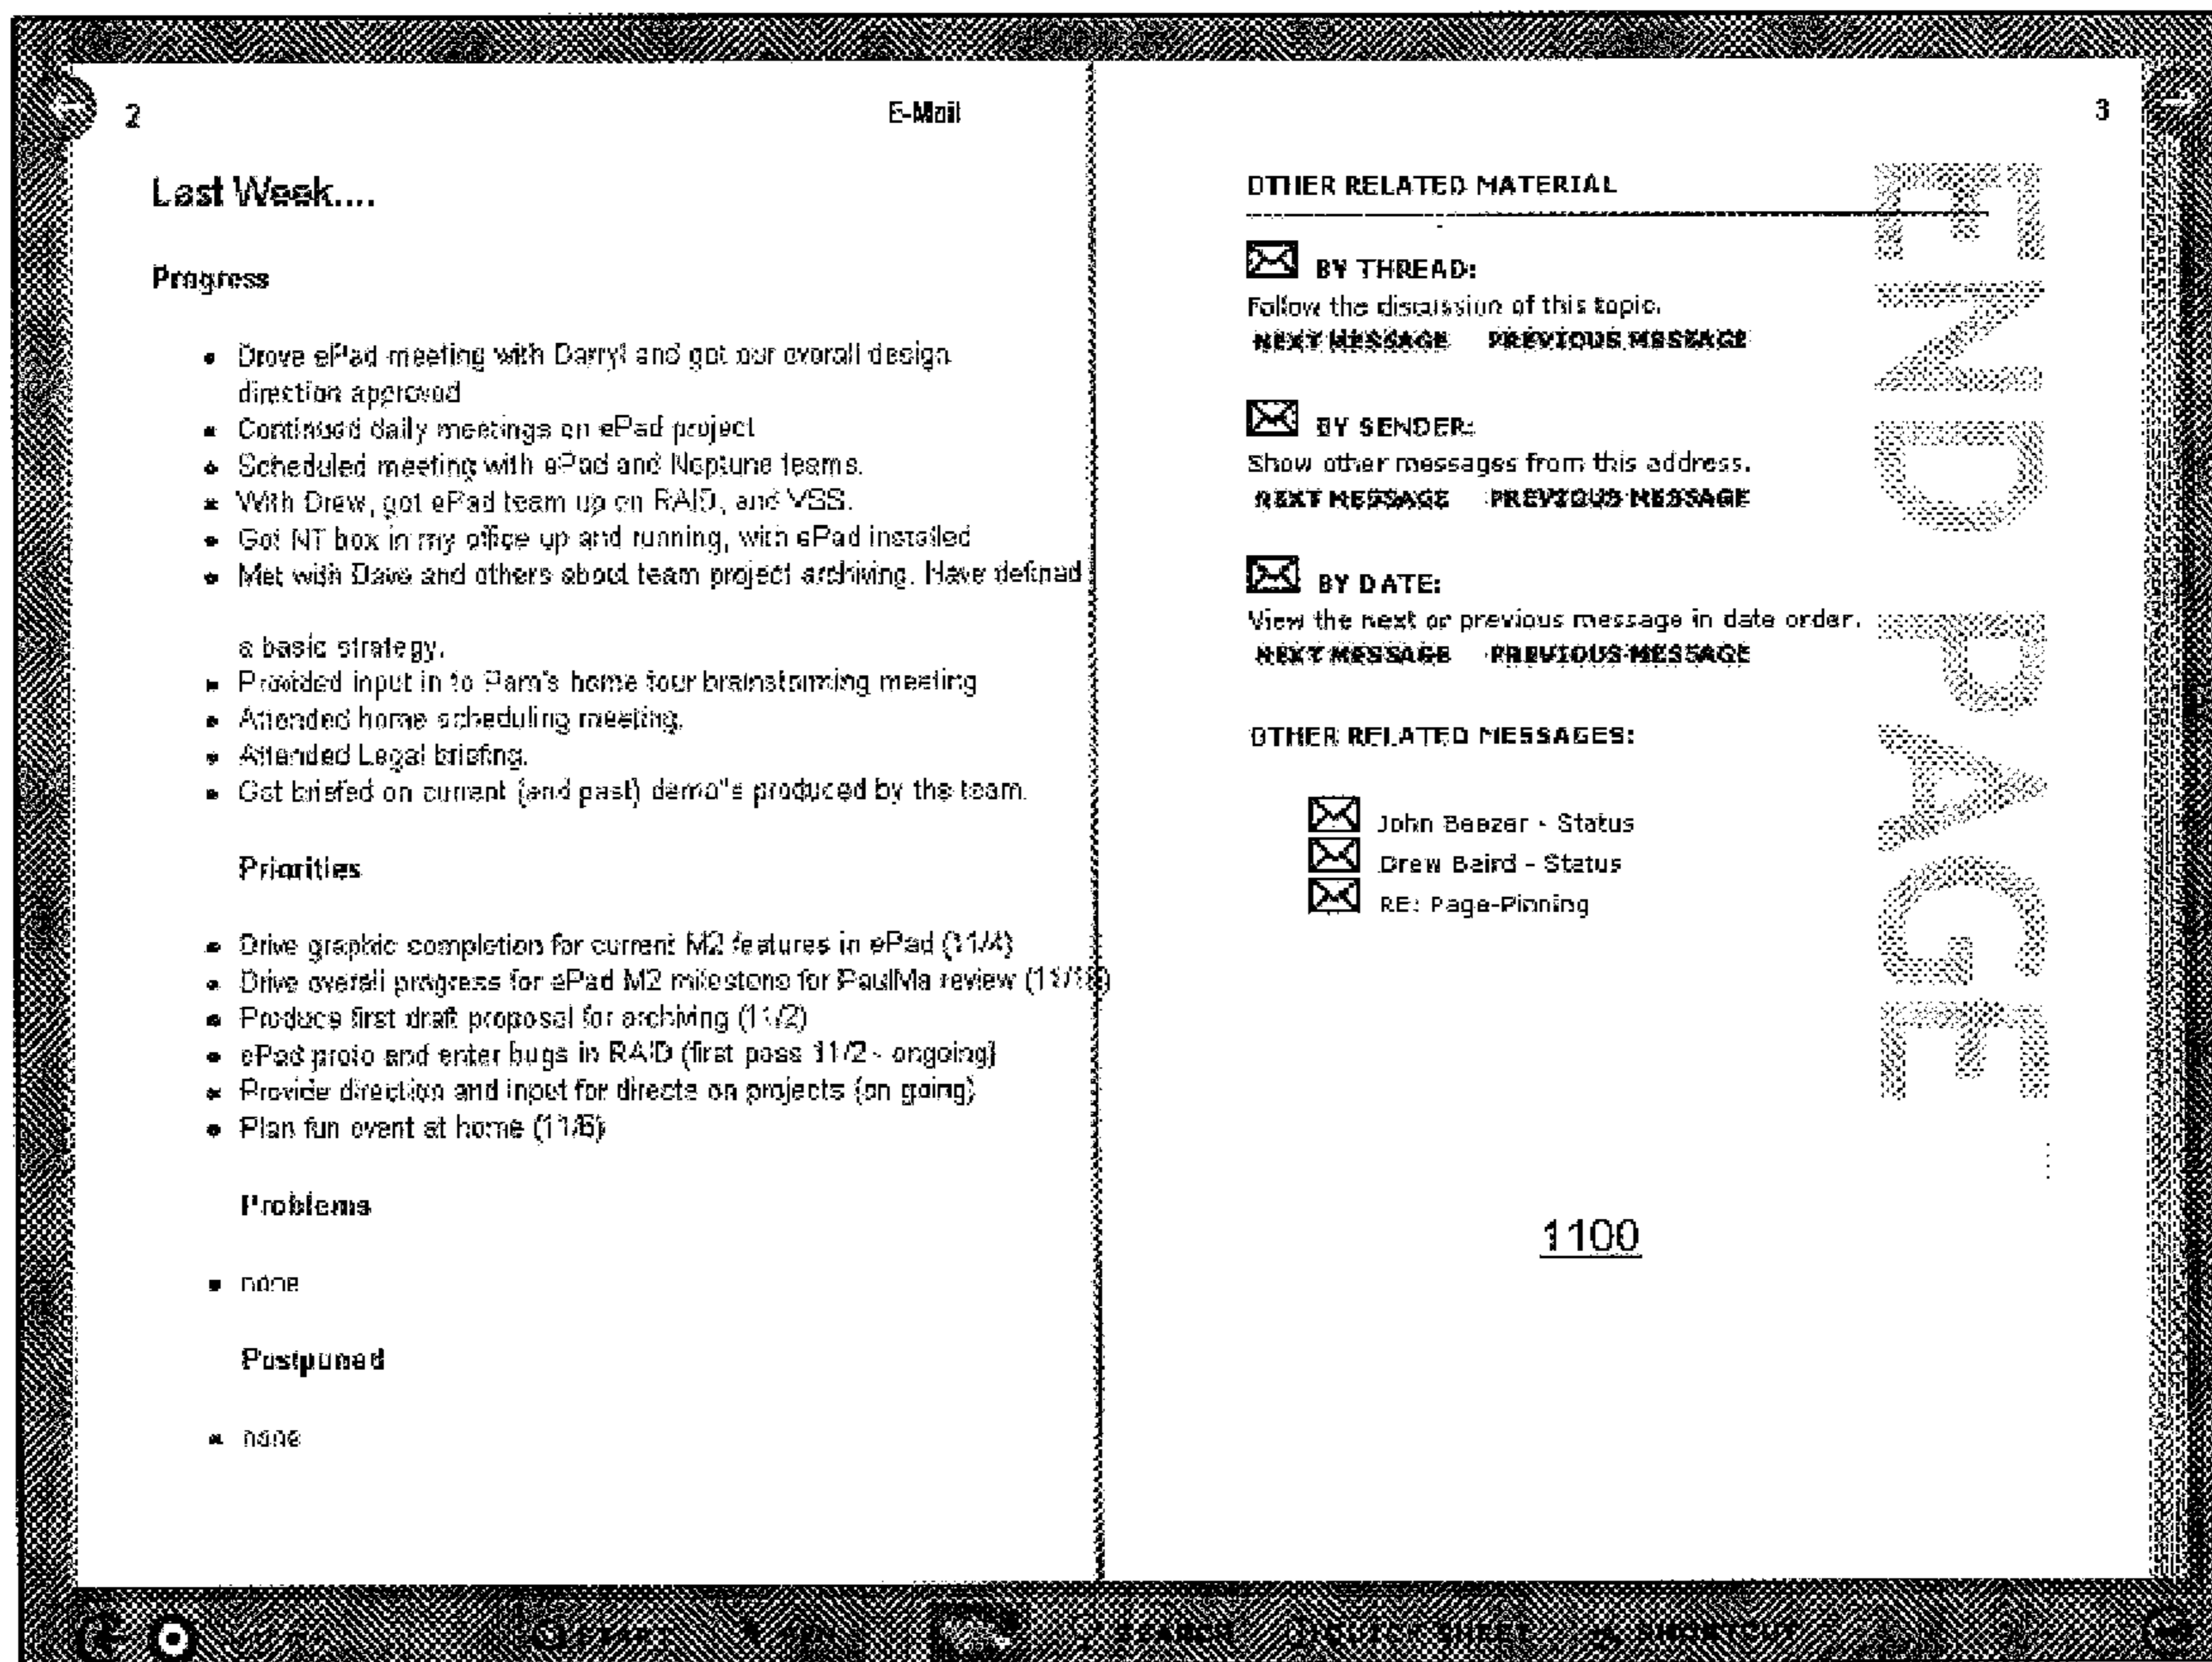 2
E-Mail
Last Week....
Progress
• Drove ePad meeting with Darryl and got our overall design
direction approved
• Continued daily meetings on ePad project
• Scheduled meeting with ePad and Neptune teams.
• With Drew, got ePad team up on RAID, and VSS.
• Got NT box in my office up and running, with ePad installed
• Met with Dave and others about team project archiving. Have defined
a basic strategy.
• Provided input in to Pam's home tour brainstorming meeting
• Attended home scheduling meeting.
• Attended Legal briefing.
• Got briefed on current (and past) demo"s produced by the team.
Priorities
• Drive graphic completion for current M2 features in ePad (11/4)
• Drive overall progress for ePad M2 milestone for PaulMa review
• Produce first draft proposal for archiving (11/2)
• ePad proto and enter bugs in RAID (first pass 11/2 - ongoing)
• Provide direction and input for directs on projects (on going)
• Plan fun event at home
Problems
• none
Postponed
• none
3
OTHER RELATED MATERIAL
BY THREAD:
Follow the discussion of this topic.
NEXT MESSAGE PREVIOUS MESSAGE
BY SENDER:
Show other messages from this address.
NEXT MESSAGE PREVIOUS MESSAGE
BY DATE:
View the next or previous message in date order.
NEXT MESSAGE PREVIOUS MESSAGE
OTHER RELATED MESSAGES:
John Beezer - Status
Drew Baird - Status
RE: Page-Pinning
END PAGE
1100
SEARCH QUICK SHEET SHORTCUT